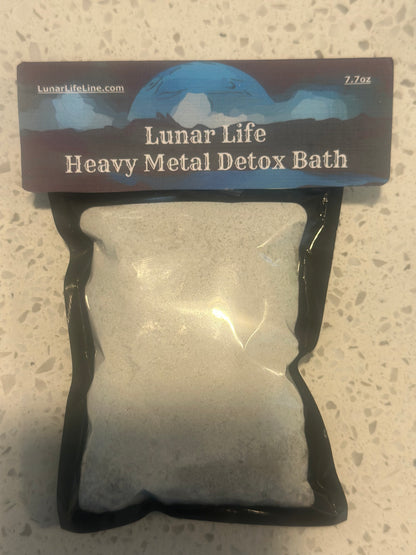 LunarLifeLine.com
7.7oz
Lunar Life
Heavy Metal Detox Bath